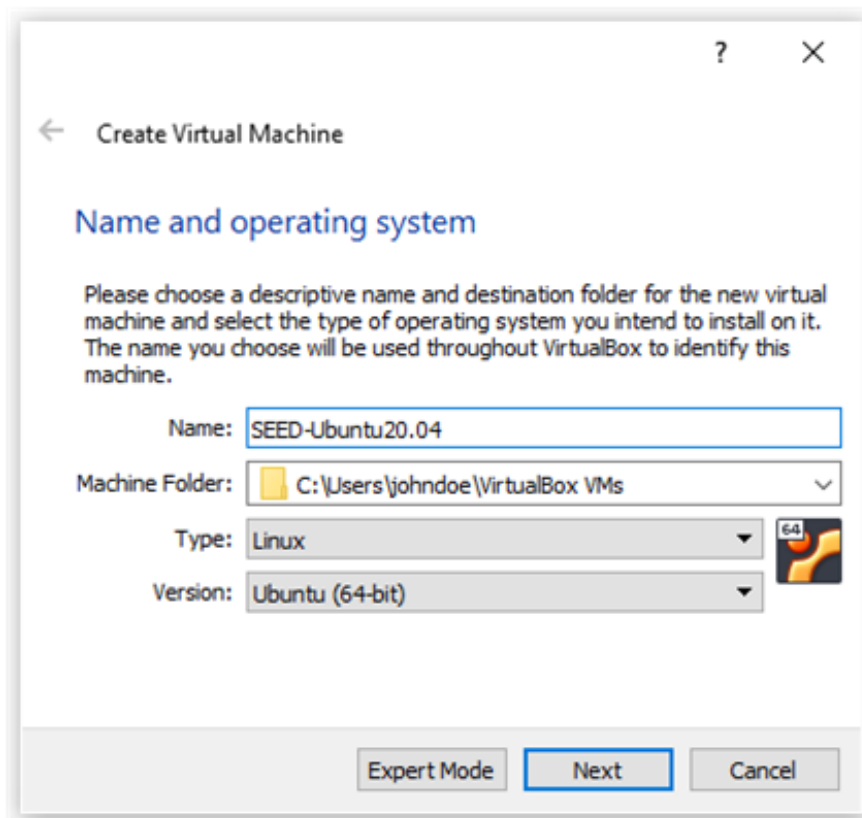 ?
Create Virtual Machine
Name and operating system
Please choose a descriptive name and destination folder for the new virtual
machine and select the type of operating system you intend to install on it.
The name you choose will be used throughout VirtualBox to identify this
machine.
Name: SEED-Ubuntu20.04
Machine Folder: C:\Users\johndoe\VirtualBox VMs
Type: Linux
64
Version: Ubuntu (64-bit)
Expert Mode Next Cancel